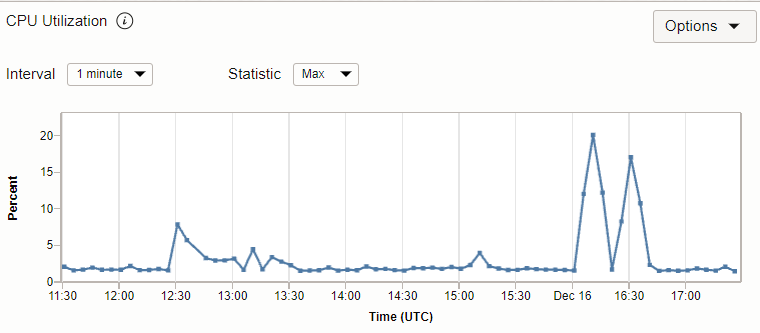 CPU Utilization i
Options
Interval 1 minute Statistic Max
Percent
20
15
10
5
0
11:30 12:00 12:30 13:00 13:30 14:00 14:30 15:00 15:30 Dec 16 16:30 17:00
Time (UTC)